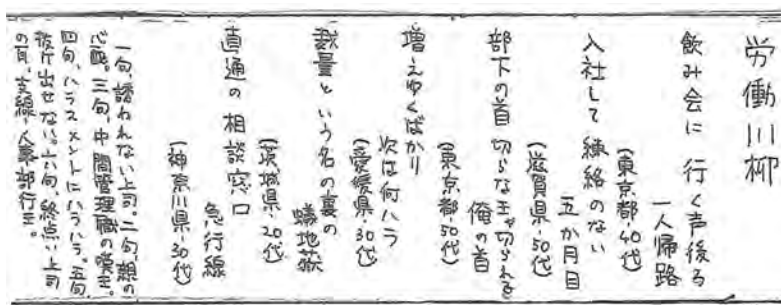 労働川柳
飲み会に 行く声後ろ
一人帰路
(東京都・40代)
入社して 練絡のない
五か月目
(滋賀県・50代)
部下の首 切らなきゃ切られる
俺の首
(東京都・50代)
増えゆくばかり
次は何ハラ
(愛媛県・30代)
裁量という名の裏の
蟻地獄
(茨城県・20代)
直通の相談窓口
急行線
(神奈川県・30代)
一句、誘われない上司。二句、親の
心配。三句、中間管理職の嘆き。
四句、ハラスメントにハラハラ。五句、
抜け出せない。六句、終点い上司
の耳、支線・人事部行き。